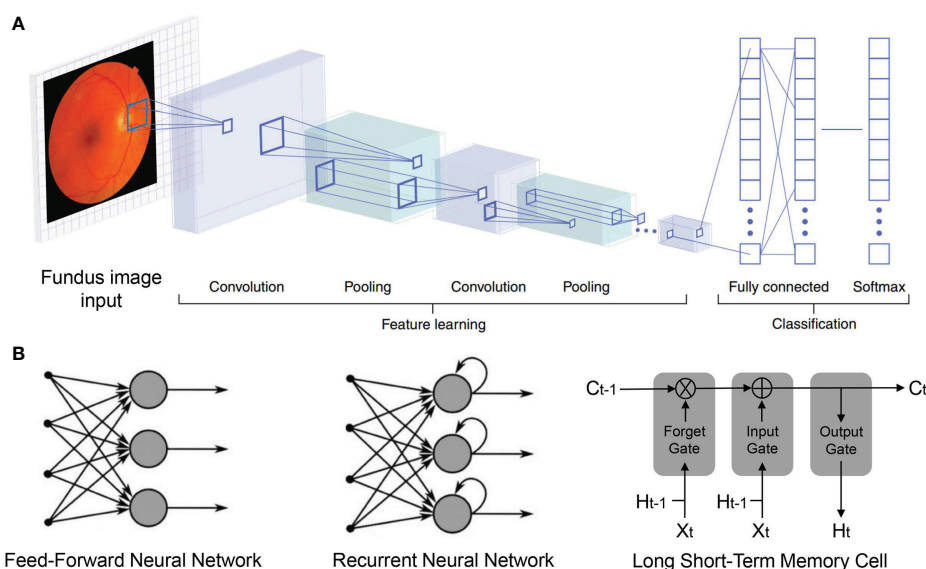 A
Fundus image
input
Convolution
Pooling
Convolution
Pooling
Fully connected
Softmax
Feature learning
Classification
B
Feed-Forward Neural Network
Recurrent Neural Network
Ct-1
Ct
Forget
Gate
Input
Gate
Output
Gate
Ht-1
Ht-1
Xt
Xt
Ht
Long Short-Term Memory Cell